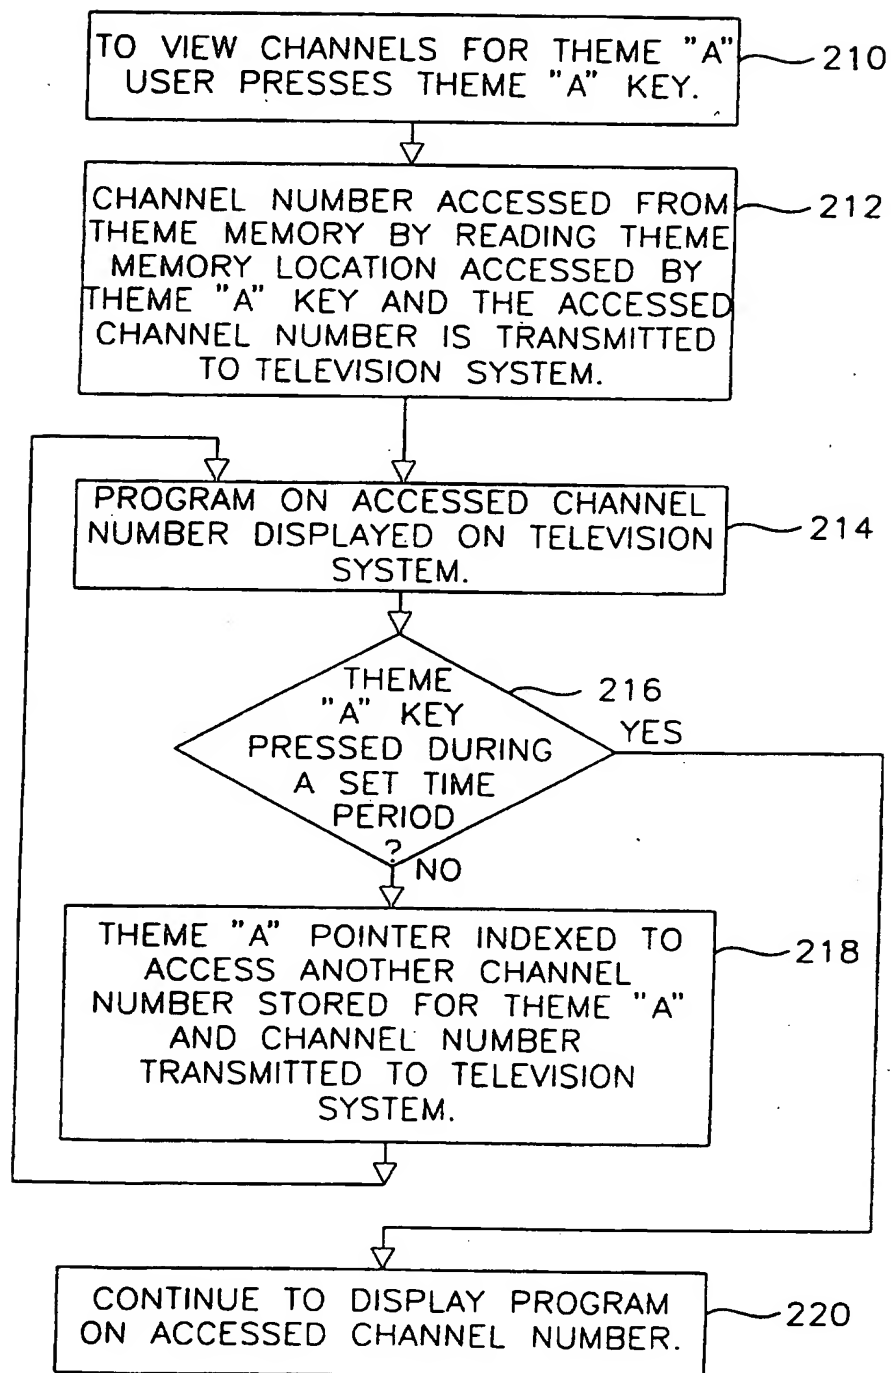 TO VIEW CHANNELS FOR THEME "A"
USER PRESSES THEME "A" KEY.
210
CHANNEL NUMBER ACCESSED FROM
THEME MEMORY BY READING THEME
MEMORY LOCATION ACCESSED BY
THEME "A" KEY AND THE ACCESSED
CHANNEL NUMBER IS TRANSMITTED
TO TELEVISION SYSTEM.
212
PROGRAM ON ACCESSED CHANNEL
NUMBER DISPLAYED ON TELEVISION
SYSTEM.
214
THEME
"A" KEY
PRESSED DURING
A SET TIME
PERIOD
?
216
YES
NO
THEME "A" POINTER INDEXED TO
ACCESS ANOTHER CHANNEL
NUMBER STORED FOR THEME "A"
AND CHANNEL NUMBER
TRANSMITTED TO TELEVISION
SYSTEM.
218
CONTINUE TO DISPLAY PROGRAM
ON ACCESSED CHANNEL NUMBER.
220